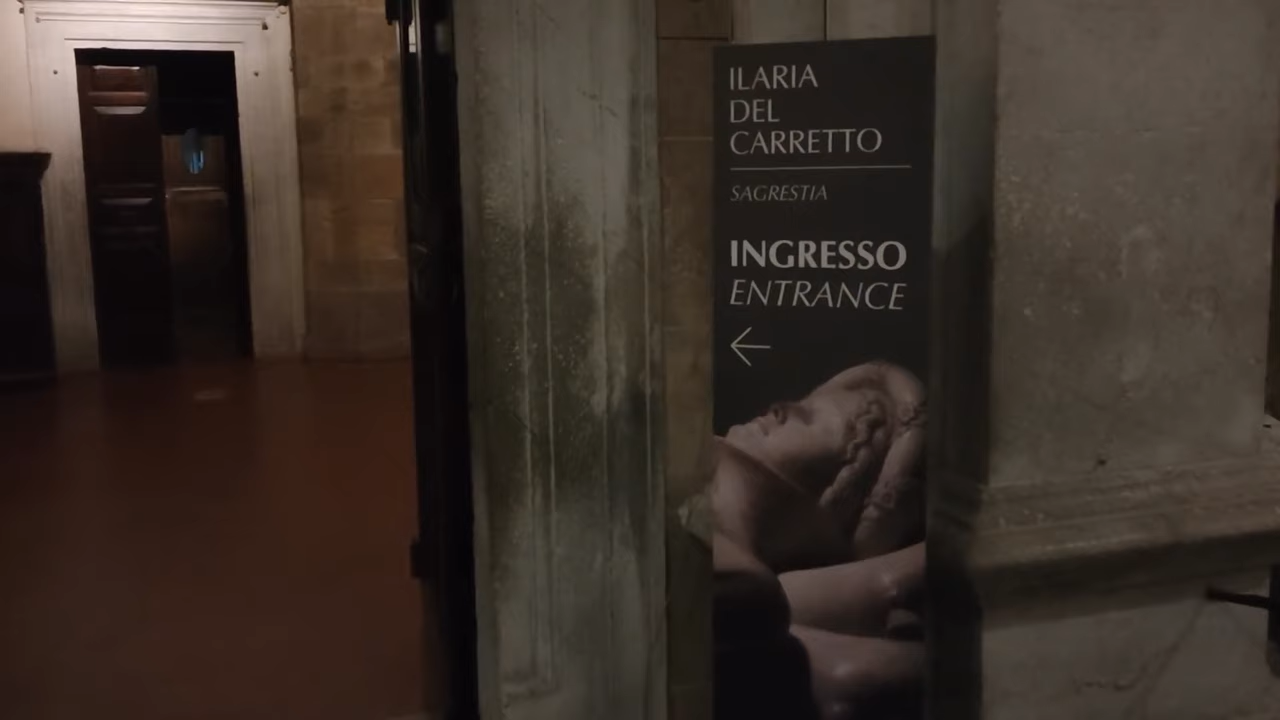 ILARIA
DEL
CARRETTO
SAGRESTIA
INGRESSO
ENTRANCE